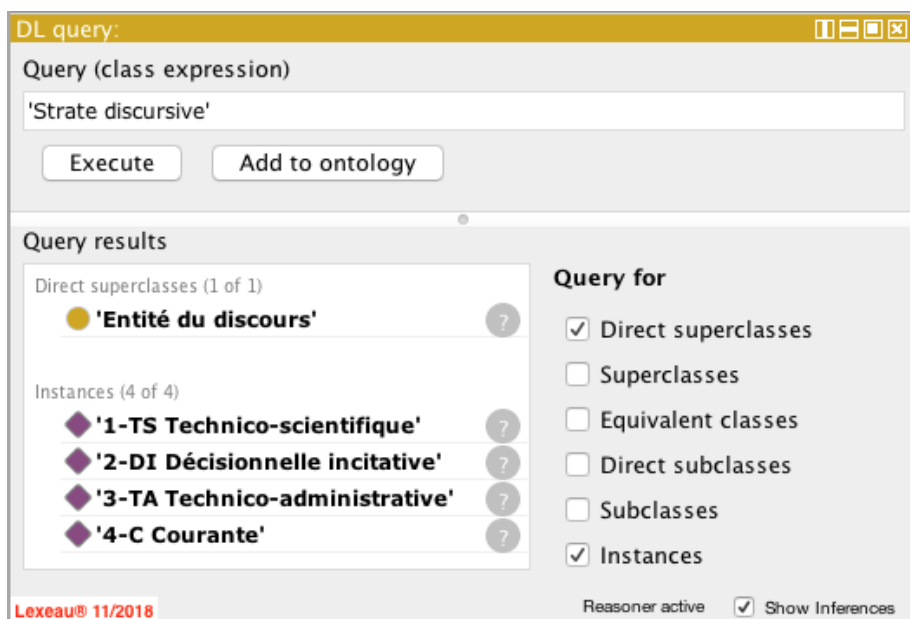 DL query:
Query (class expression)
'Strate discursive'
Execute Add to ontology
Query results
Direct superclasses (1 of 1)
'Entité du discours' ?
Instances (4 of 4)
'1-TS Technico-scientifique' ?
'2-DI Décisionnelle incitative' ?
'3-TA Technico-administrative' ?
'4-C Courante' ?
Query for
Direct superclasses
Superclasses
Equivalent classes
Direct subclasses
Subclasses
Instances
Lexeau® 11/2018
Reasoner active Show Inferences